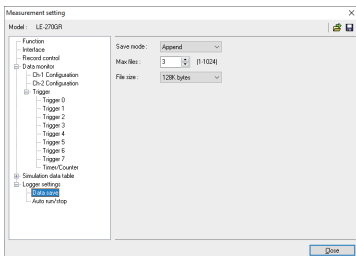 Measurement setting
Model : LE-270GR
Function
Interface
Record control
Data monitor
Ch-1 Configuration
Ch-2 Configuration
Trigger
Trigger 0
Trigger 1
Trigger 2
Trigger 3
Trigger 4
Trigger 5
Trigger 6
Trigger 7
Timer/Counter
Simulation data table
Logger settings
Data save
Auto run/stop
Save mode : Append
Max files : 3 (1-1024)
File size : 128K bytes
Close